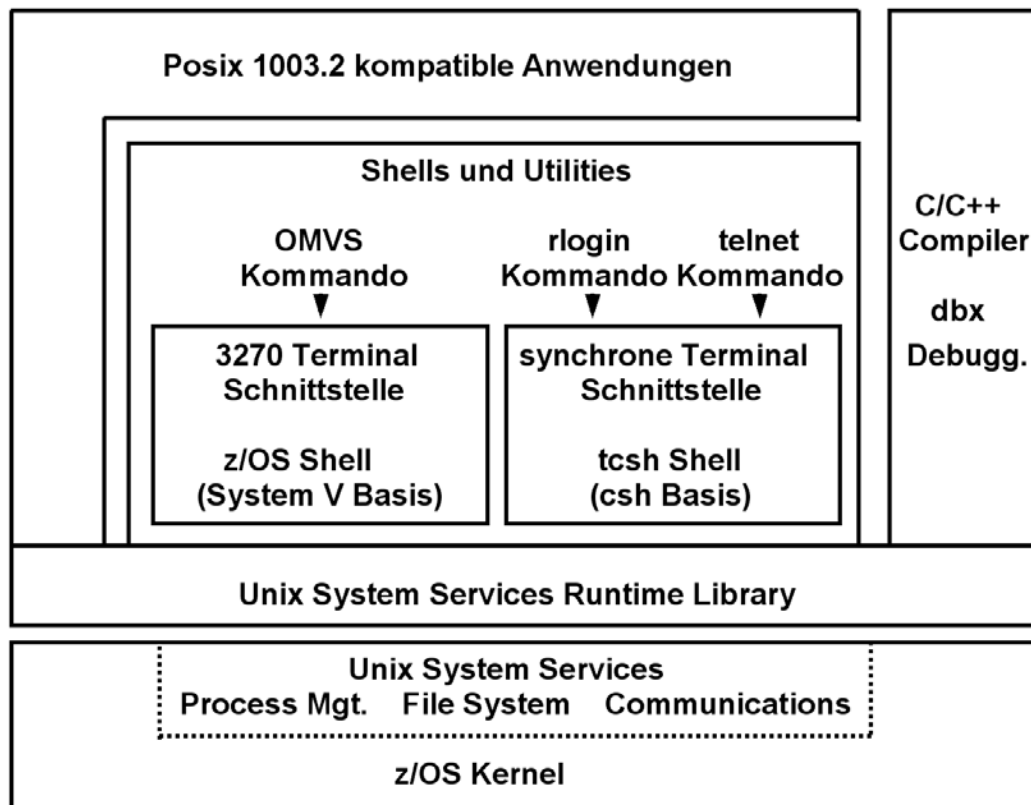 Posix 1003.2 kompatible Anwendungen
Shells und Utilities
OMVS
Kommando
rlogin
Kommando
telnet
Kommando
3270 Terminal
Schnittstelle
z/OS Shell
(System V Basis)
synchrone Terminal
Schnittstelle
tcsh Shell
(csh Basis)
C/C++
Compiler
dbx
Debugg.
Unix System Services Runtime Library
Unix System Services
Process Mgt. File System Communications
z/OS Kernel